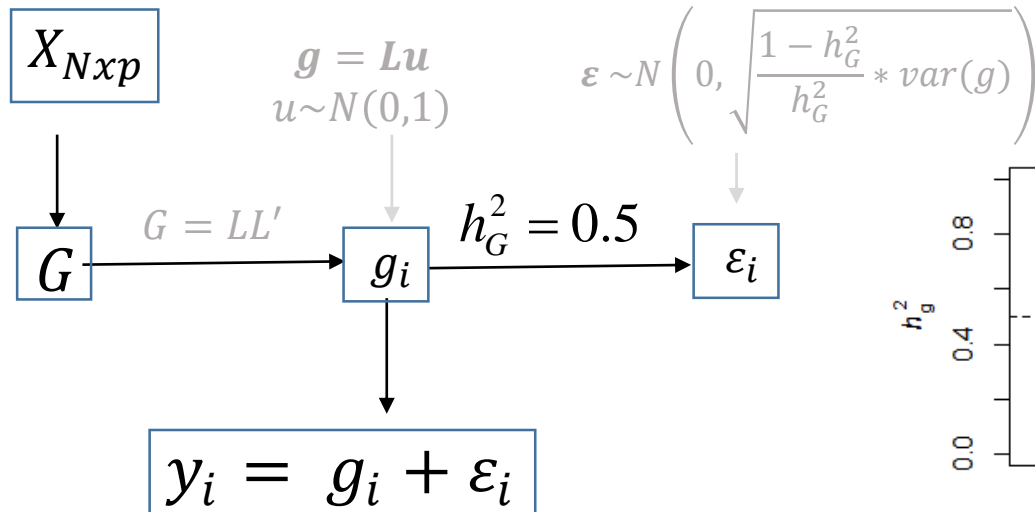 X_{Nxp}
g = Lu
u~N(0,1)
ε ~N(0, √((1 − h_G^2)/h_G^2 * var(g)))
G = LL′
h_G^2 = 0.5
G
g_i
ε_i
y_i = g_i + ε_i
h_g^2
0.8
0.4
0.0